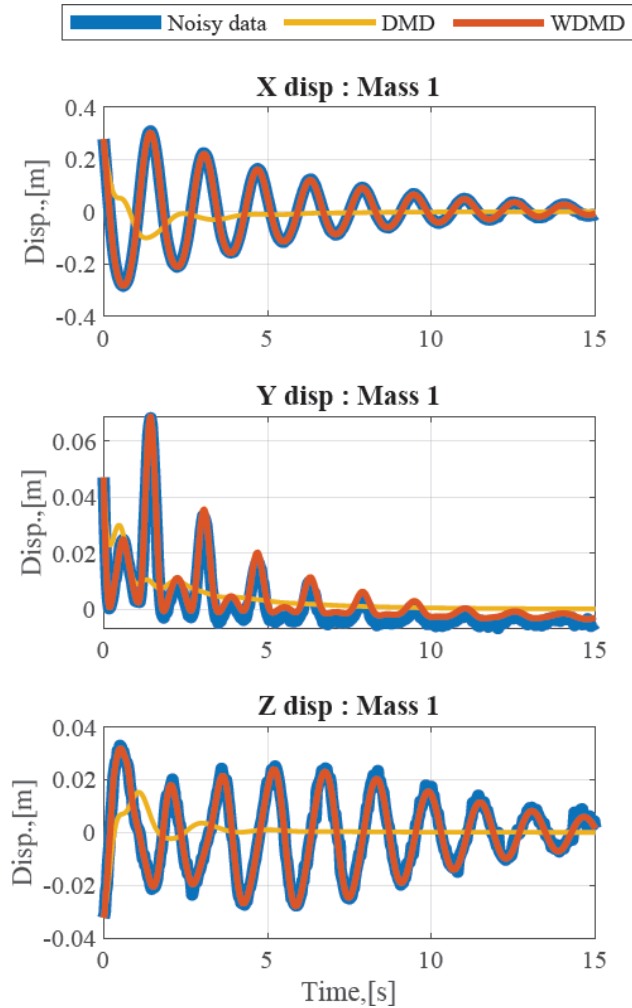 Noisy data DMD WDMD
X disp : Mass 1
Disp.,[m]
0.4
0.2
0
-0.2
-0.4
0 5 10 15
Y disp : Mass 1
Disp.,[m]
0.06
0.04
0.02
0
0 5 10 15
Z disp : Mass 1
Disp.,[m]
0.04
0.02
0
-0.02
-0.04
0 5 10 15
Time,[s]